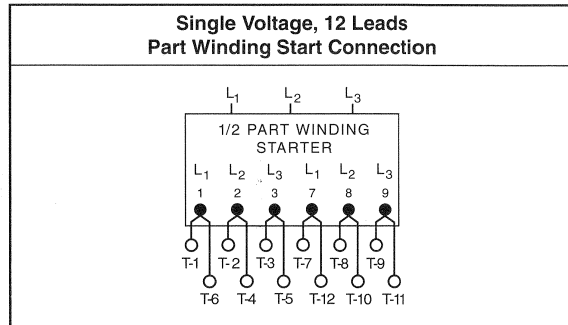 Single Voltage, 12 Leads
Part Winding Start Connection
L1 L2 L3
1/2 PART WINDING
STARTER
L1 L2 L3 L1 L2 L3
1 2 3 7 8 9
T-1 T-2 T-3 T-7 T-8 T-9
T-6 T-4 T-5 T-12 T-10 T-11